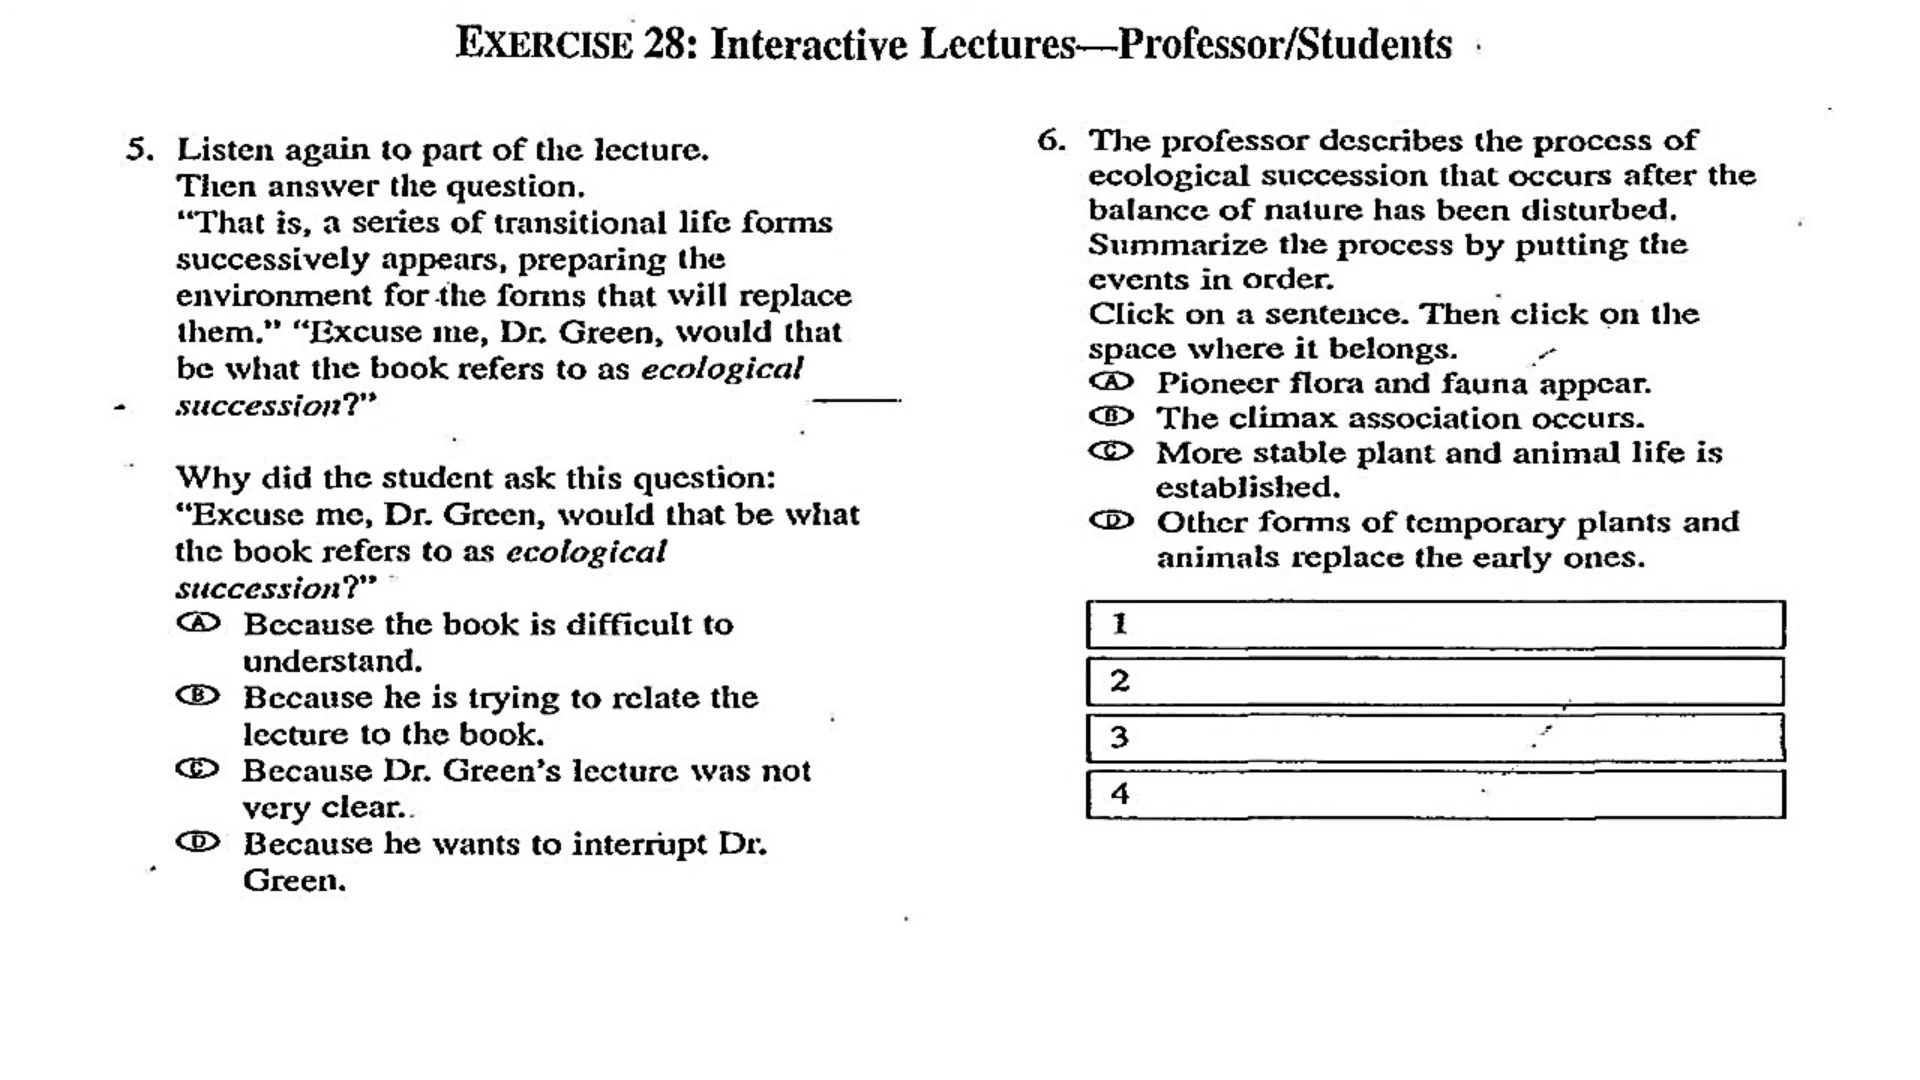 EXERCISE 28: Interactive Lectures—Professor/Students
5. Listen again to part of the lecture.
Then answer the question.
“That is, a series of transitional life forms
successively appears, preparing the
environment for the forms that will replace
them.” “Excuse me, Dr. Green, would that
be what the book refers to as ecological
succession?”
Why did the student ask this question:
“Excuse me, Dr. Green, would that be what
the book refers to as ecological
succession?”
A Because the book is difficult to
understand.
B Because he is trying to relate the
lecture to the book.
C Because Dr. Green’s lecture was not
very clear.
D Because he wants to interrupt Dr.
Green.
6. The professor describes the process of
ecological succession that occurs after the
balance of nature has been disturbed.
Summarize the process by putting the
events in order.
Click on a sentence. Then click on the
space where it belongs.
A Pioneer flora and fauna appear.
B The climax association occurs.
C More stable plant and animal life is
established.
D Other forms of temporary plants and
animals replace the early ones.
1
2
3
4